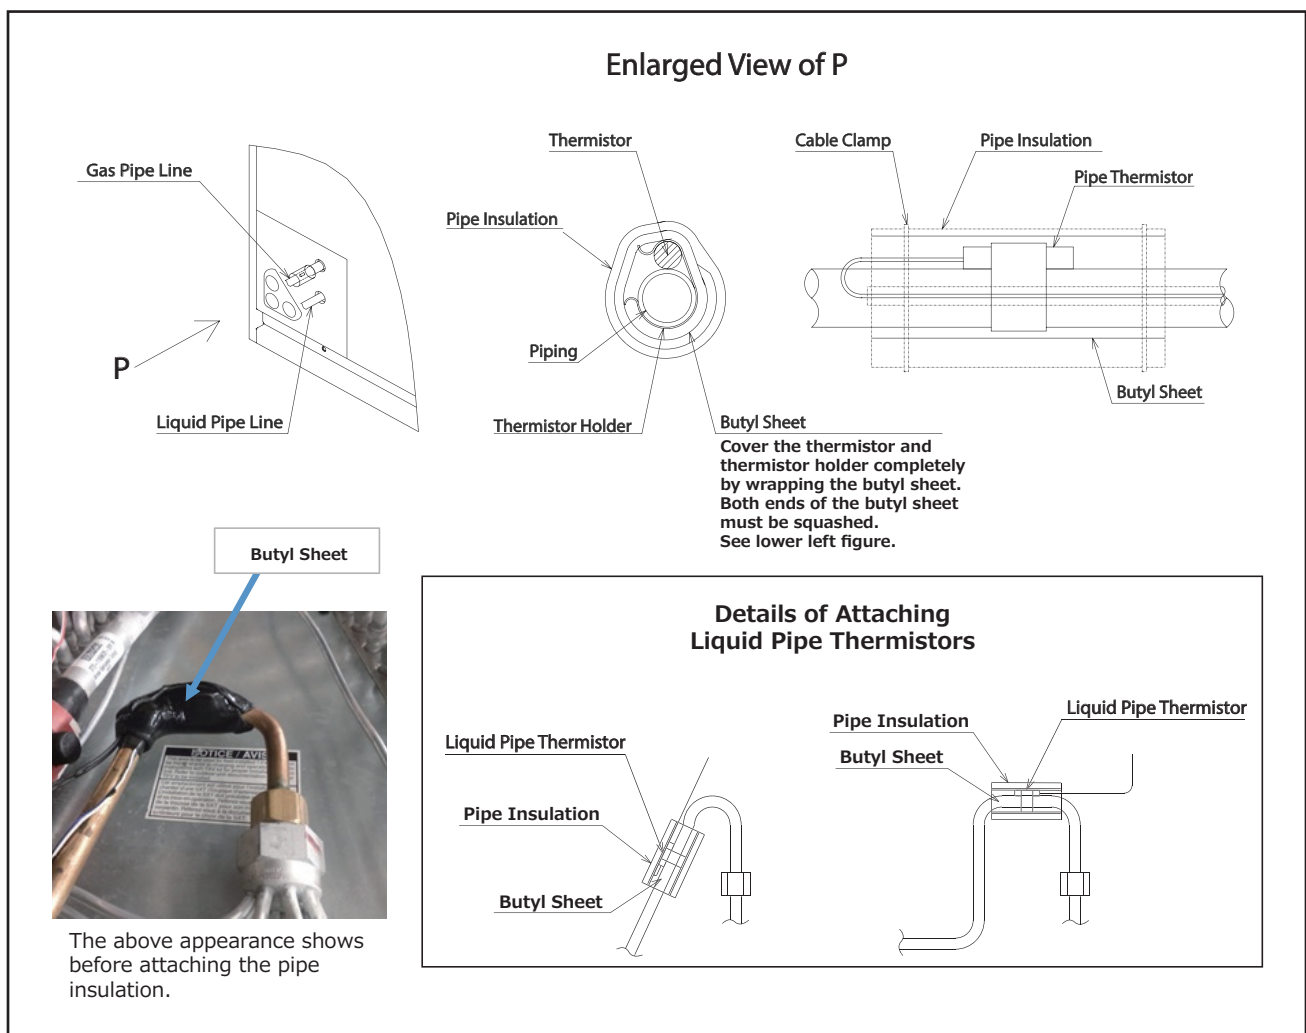 Enlarged View of P
Gas Pipe Line
P
Liquid Pipe Line
Thermistor
Pipe Insulation
Piping
Thermistor Holder
Butyl Sheet
Cover the thermistor and
thermistor holder completely
by wrapping the butyl sheet.
Both ends of the butyl sheet
must be squashed.
See lower left figure.
Cable Clamp
Pipe Insulation
Pipe Thermistor
Butyl Sheet
Butyl Sheet
NOTICE / AVIS
The above appearance shows
before attaching the pipe
insulation.
Details of Attaching
Liquid Pipe Thermistors
Liquid Pipe Thermistor
Pipe Insulation
Butyl Sheet
Liquid Pipe Thermistor
Pipe Insulation
Butyl Sheet